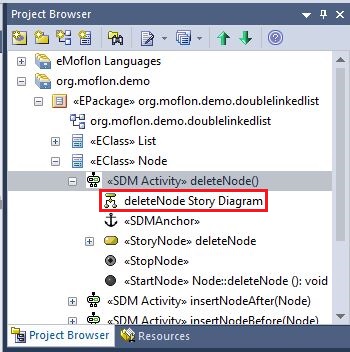 Project Browser
eMoflon Languages
org.moflon.demo
«EPackage» org.moflon.demo.doublelinkedlist
org.moflon.demo.doublelinkedlist
«EClass» List
«EClass» Node
«SDM Activity» deleteNode()
deleteNode Story Diagram
«SDMAnchor»
«StoryNode» deleteNode
«StopNode»
«StartNode» Node::deleteNode (): void
«SDM Activity» insertNodeAfter(Node)
«SDM Activity» insertNodeBefore(Node)
Project Browser Resources